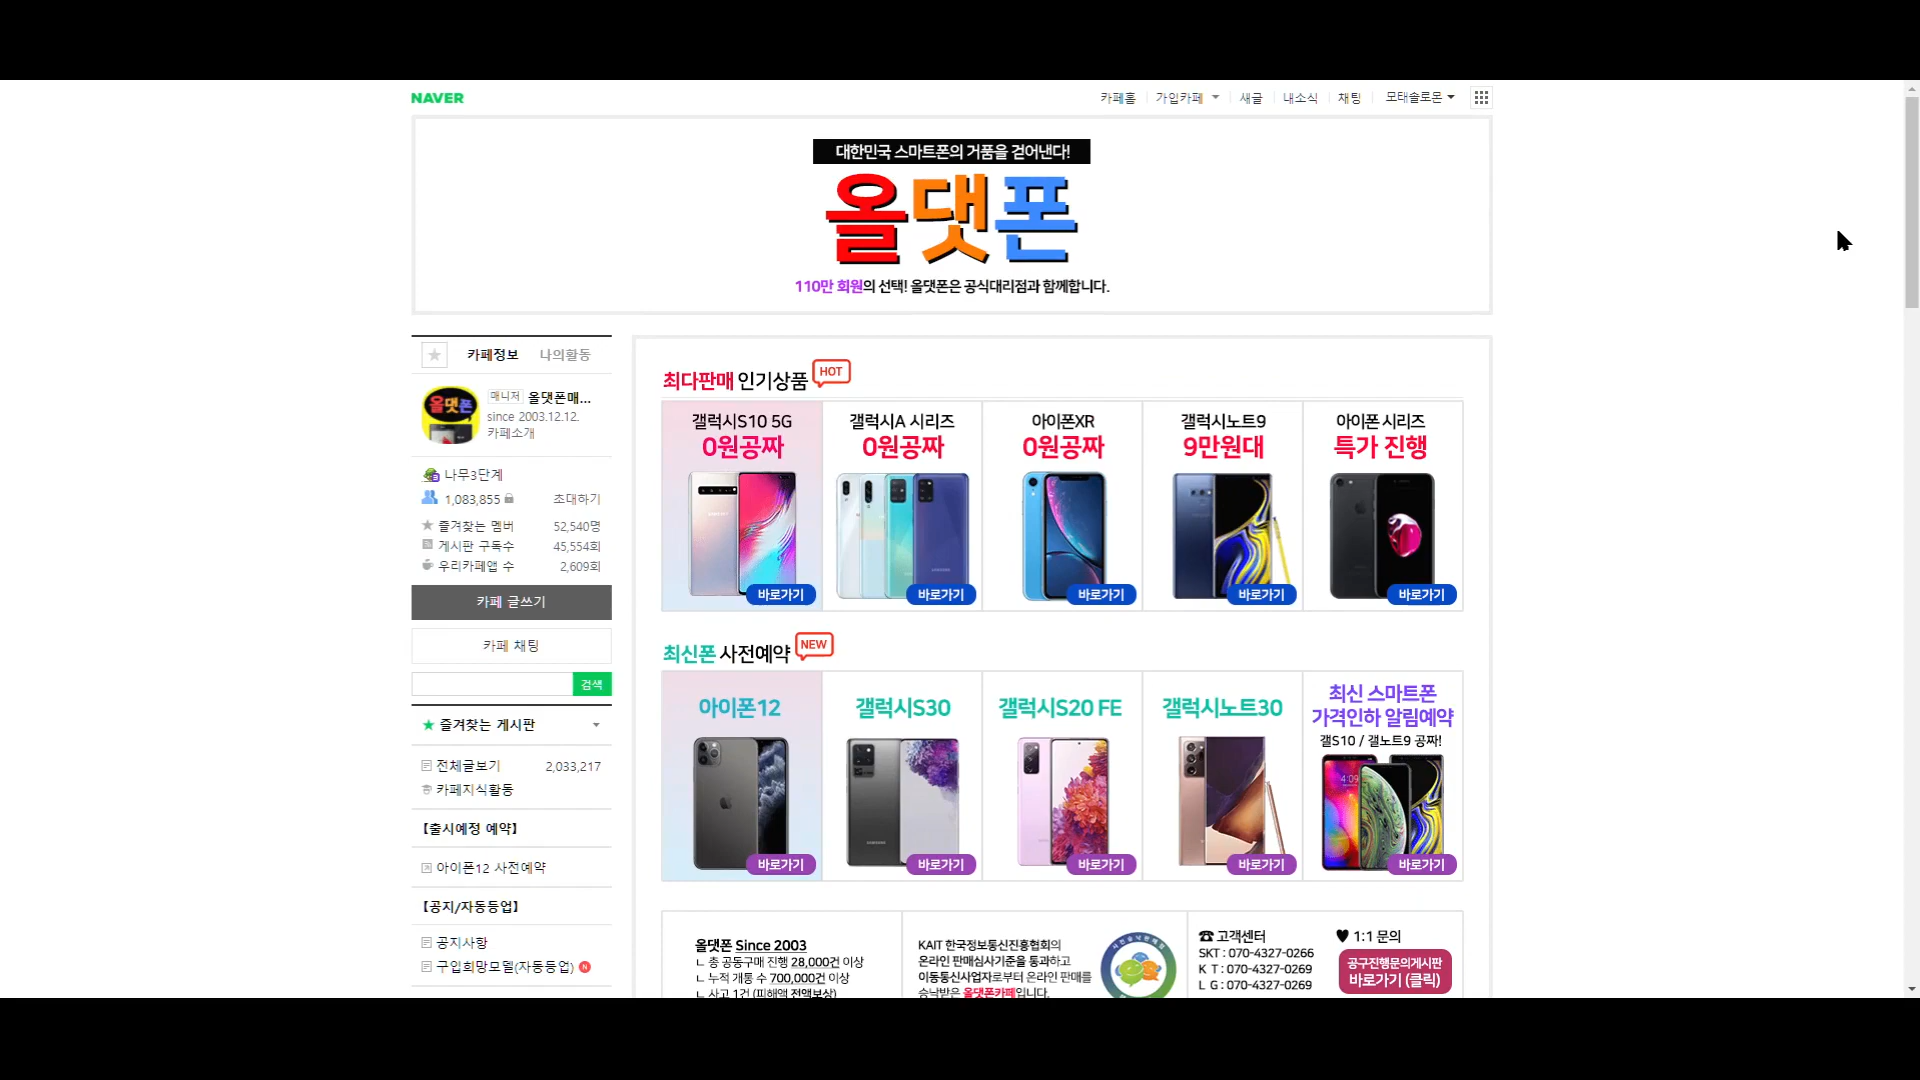 NAVER
카페홈 가입카페 새글 내소식 채팅 모태솔로몬
대한민국 스마트폰의 거품을 걷어낸다!
올댓폰
110만 회원의 선택! 올댓폰은 공식대리점과 함께합니다.
카페정보 나의활동
올댓폰
매니저 올댓폰매...
since 2003.12.12.
카페소개
나무3단계
1,083,855 초대하기
즐겨찾는 멤버 52,540명
게시판 구독수 45,554회
우리카페앱 수 2,609회
카페 글쓰기
카페 채팅
검색
즐겨찾는 게시판
전체글보기 2,033,217
카페지식활동
【출시예정 예약】
아이폰12 사전예약
【공지/자동등업】
공지사항
구입희망모델(자동등업) N
최다판매 인기상품 HOT
갤럭시S10 5G
0원공짜
바로가기
갤럭시A 시리즈
0원공짜
바로가기
아이폰XR
0원공짜
바로가기
갤럭시노트9
9만원대
바로가기
아이폰 시리즈
특가 진행
바로가기
최신폰 사전예약 NEW
아이폰12
바로가기
갤럭시S30
바로가기
갤럭시S20 FE
바로가기
갤럭시노트30
바로가기
최신 스마트폰
가격인하 알림예약
갤S10 / 갤노트9 공짜!
4:09
바로가기
올댓폰 Since 2003
ㄴ 총 공동구매 진행 28,000건 이상
ㄴ 누적 개통 수 700,000건 이상
ㄴ 사고 1건 (피해액 전액보상)
KAIT 한국정보통신진흥협회의
온라인 판매심사기준을 통과하고
이동통신사업자로부터 온라인 판매를
승낙받은 올댓폰카페입니다.
☎ 고객센터
SKT : 070-4327-0266
K T : 070-4327-0269
L G : 070-4327-0269
♥ 1:1 문의
공구진행문의게시판
바로가기 (클릭)